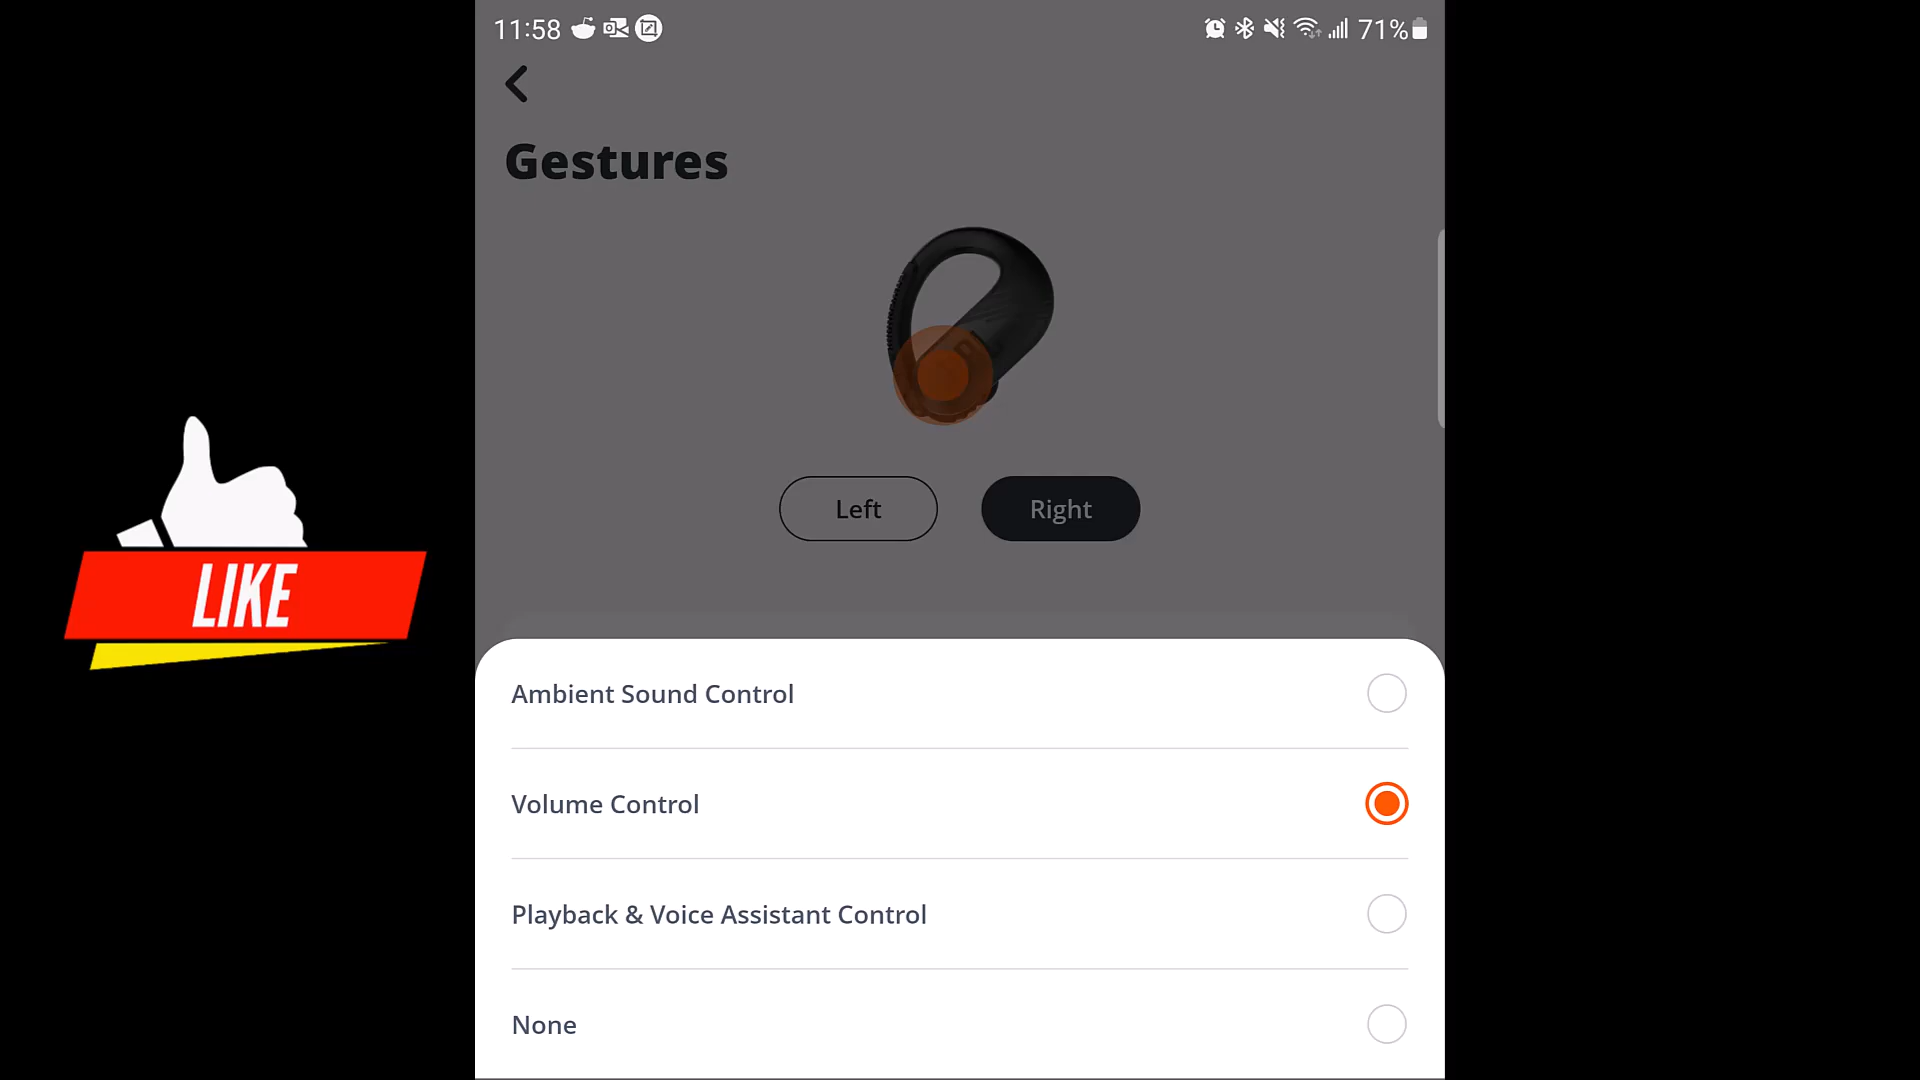 11:58
71%
Gestures
Left
Right
LIKE
Ambient Sound Control
Volume Control
Playback & Voice Assistant Control
None